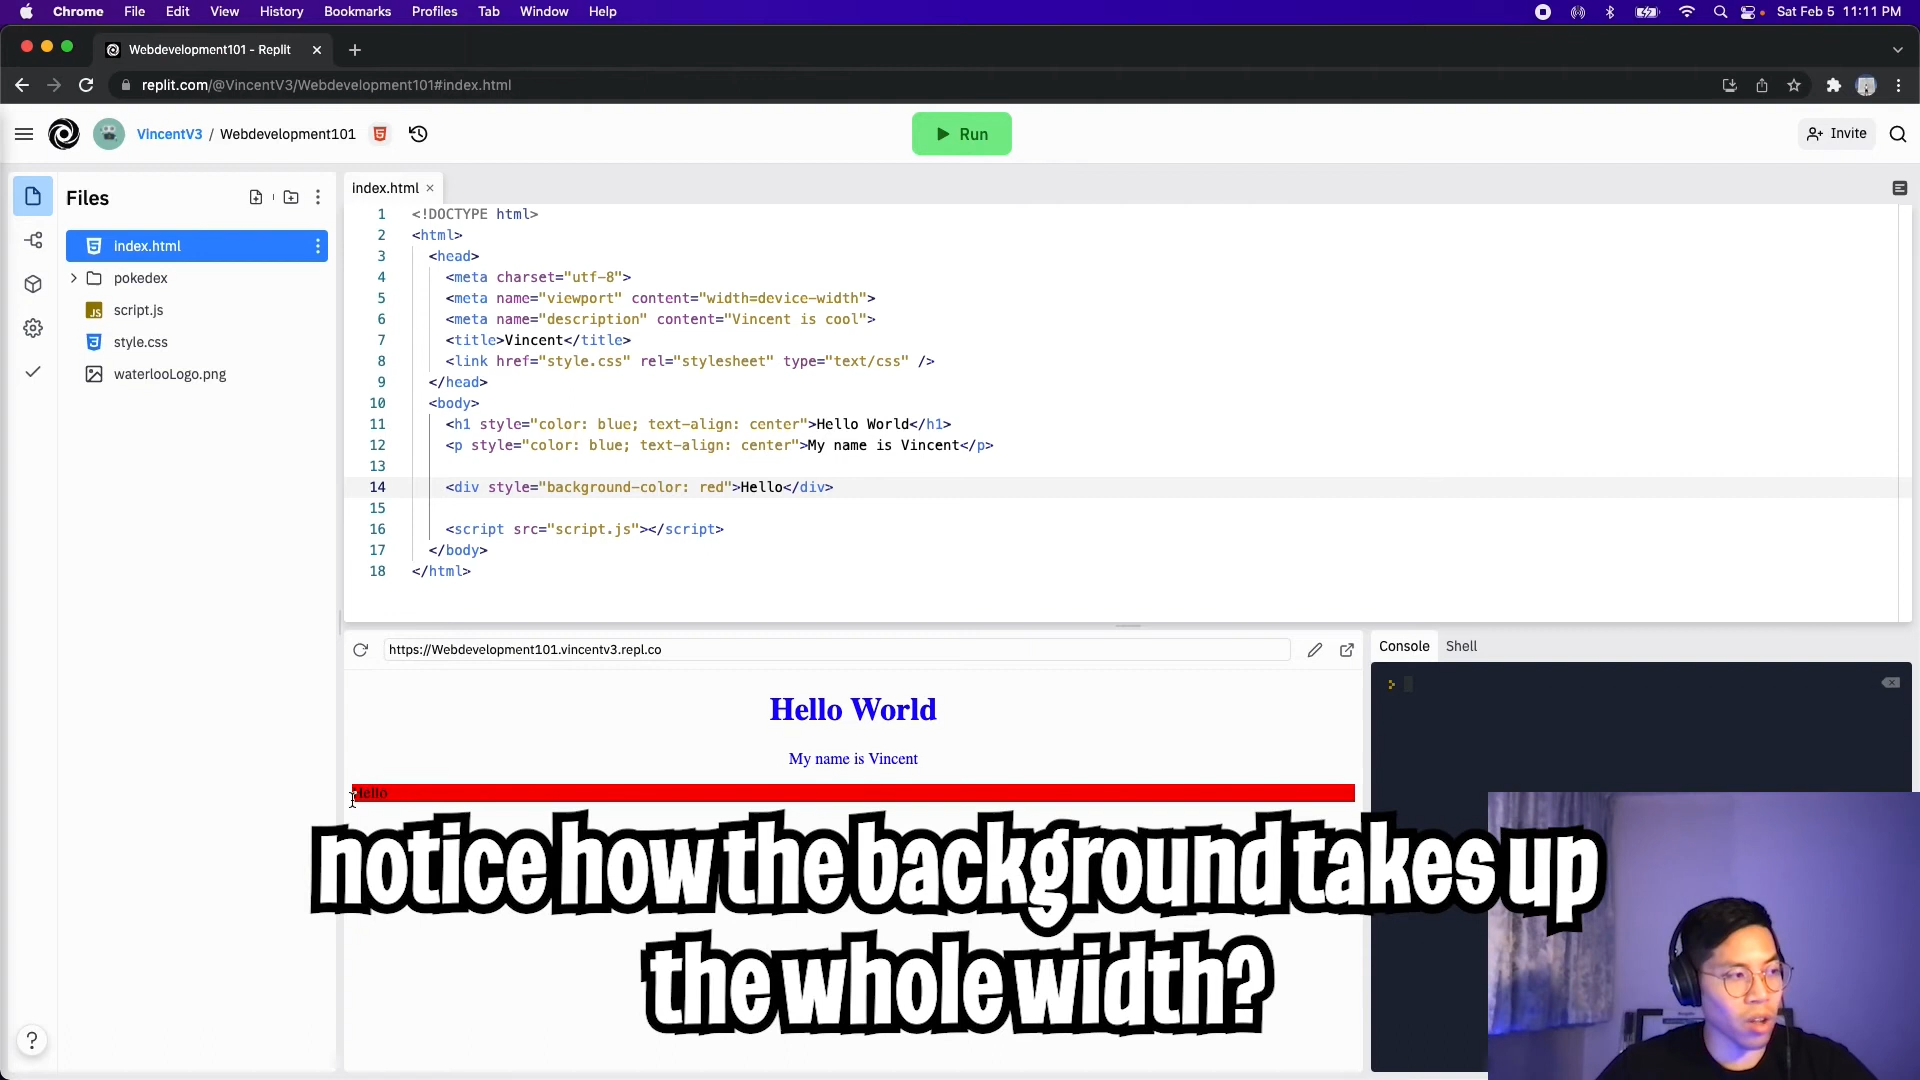 Chrome File Edit View History Bookmarks Profiles Tab Window Help Sat Feb 5 11:11 PM
Webdevelopment101 - Replit
replit.com/@VincentV3/Webdevelopment101#index.html
VincentV3 / Webdevelopment101 Run Invite
Files
index.html
pokedex
script.js
style.css
waterlooLogo.png
index.html
1 <!DOCTYPE html>
2 <html>
3 <head>
4 <meta charset="utf-8">
5 <meta name="viewport" content="width=device-width">
6 <meta name="description" content="Vincent is cool">
7 <title>Vincent</title>
8 <link href="style.css" rel="stylesheet" type="text/css" />
9 </head>
10 <body>
11 <h1 style="color: blue; text-align: center">Hello World</h1>
12 <p style="color: blue; text-align: center">My name is Vincent</p>
13
14 <div style="background-color: red">Hello</div>
15
16 <script src="script.js"></script>
17 </body>
18 </html>
https://Webdevelopment101.vincentv3.repl.co
Console Shell
Hello World
My name is Vincent
Hello
notice how the background takes up
the whole width?